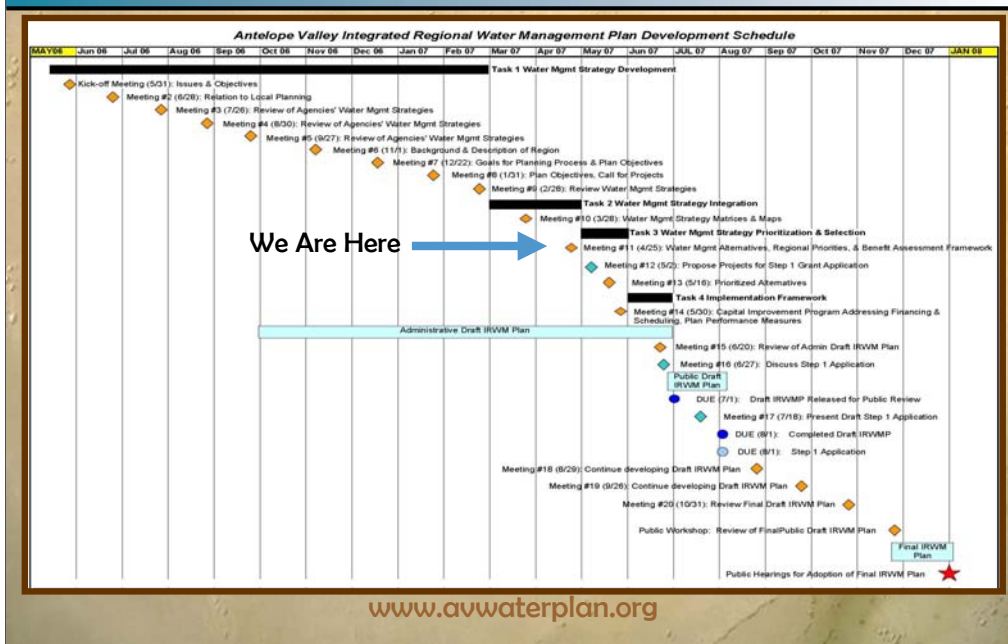 Antelope Valley Integrated Regional Water Management Plan Development Schedule
MAY06 Jun 06 Jul 06 Aug 06 Sep 06 Oct 06 Nov 06 Dec 06 Jan 07 Feb 07 Mar 07 Apr 07 May 07 Jun 07 JUL 07 Aug 07 Sep 07 Oct 07 Nov 07 Dec 07 JAN 08
Task 1 Water Mgmt Strategy Development
Kick-off Meeting (5/31): Issues & Objectives
Meeting #2 (6/28): Relation to Local Planning
Meeting #3 (7/26): Review of Agencies' Water Mgmt Strategies
Meeting #4 (8/30): Review of Agencies' Water Mgmt Strategies
Meeting #5 (9/27): Review of Agencies' Water Mgmt Strategies
Meeting #6 (11/1): Background & Description of Region
Meeting #7 (12/22): Goals for Planning Process & Plan Objectives
Meeting #8 (1/31): Plan Objectives, Call for Projects
Meeting #9 (2/28): Review Water Mgmt Strategies
Task 2 Water Mgmt Strategy Integration
Meeting #10 (3/28): Water Mgmt Strategy Matrices & Maps
Task 3 Water Mgmt Strategy Prioritization & Selection
We Are Here
Meeting #11 (4/25): Water Mgmt Alternatives, Regional Priorities, & Benefit Assessment Framework
Meeting #12 (5/2): Propose Projects for Step 1 Grant Application
Meeting #13 (5/16): Prioritized Alternatives
Task 4 Implementation Framework
Meeting #14 (5/30): Capital Improvement Program Addressing Financing &
Scheduling, Plan Performance Measures
Administrative Draft IRWM Plan
Meeting #15 (6/20): Review of Admin Draft IRWM Plan
Meeting #16 (6/27): Discuss Step 1 Application
Public Draft
IRWM Plan
DUE (7/1): Draft IRWMP Released for Public Review
Meeting #17 (7/18): Present Draft Step 1 Application
DUE (8/1): Completed Draft IRWMP
DUE (8/1): Step 1 Application
Meeting #18 (8/29): Continue developing Draft IRWM Plan
Meeting #19 (9/26): Continue developing Draft IRWM Plan
Meeting #20 (10/31): Review Final Draft IRWM Plan
Public Workshop: Review of FinalPublic Draft IRWM Plan
Final IRWM
Plan
Public Hearings for Adoption of Final IRWM Plan
www.avwaterplan.org